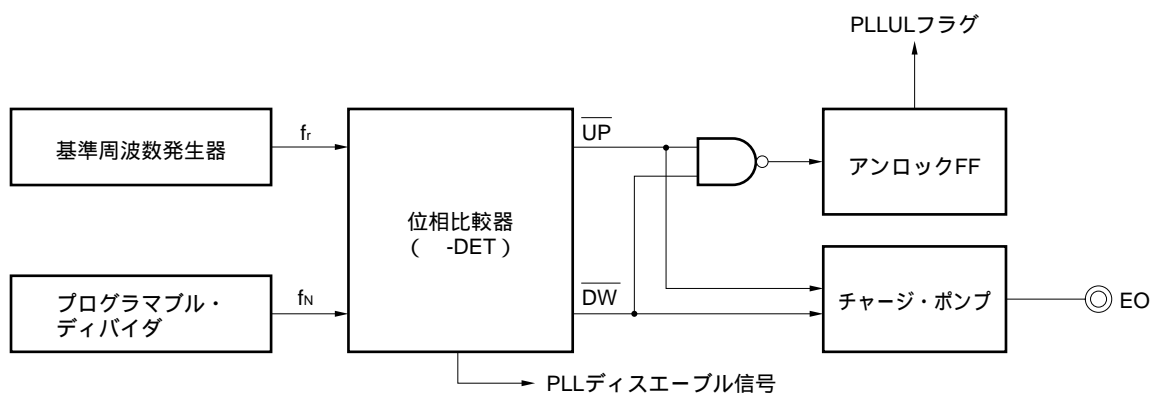 PLLULフラグ
基準周波数発生器
fr
UP
アンロックFF
位相比較器
( -DET )
プログラマブル・
ディバイダ
fN
DW
チャージ・ポンプ
EO
PLLディスエーブル信号